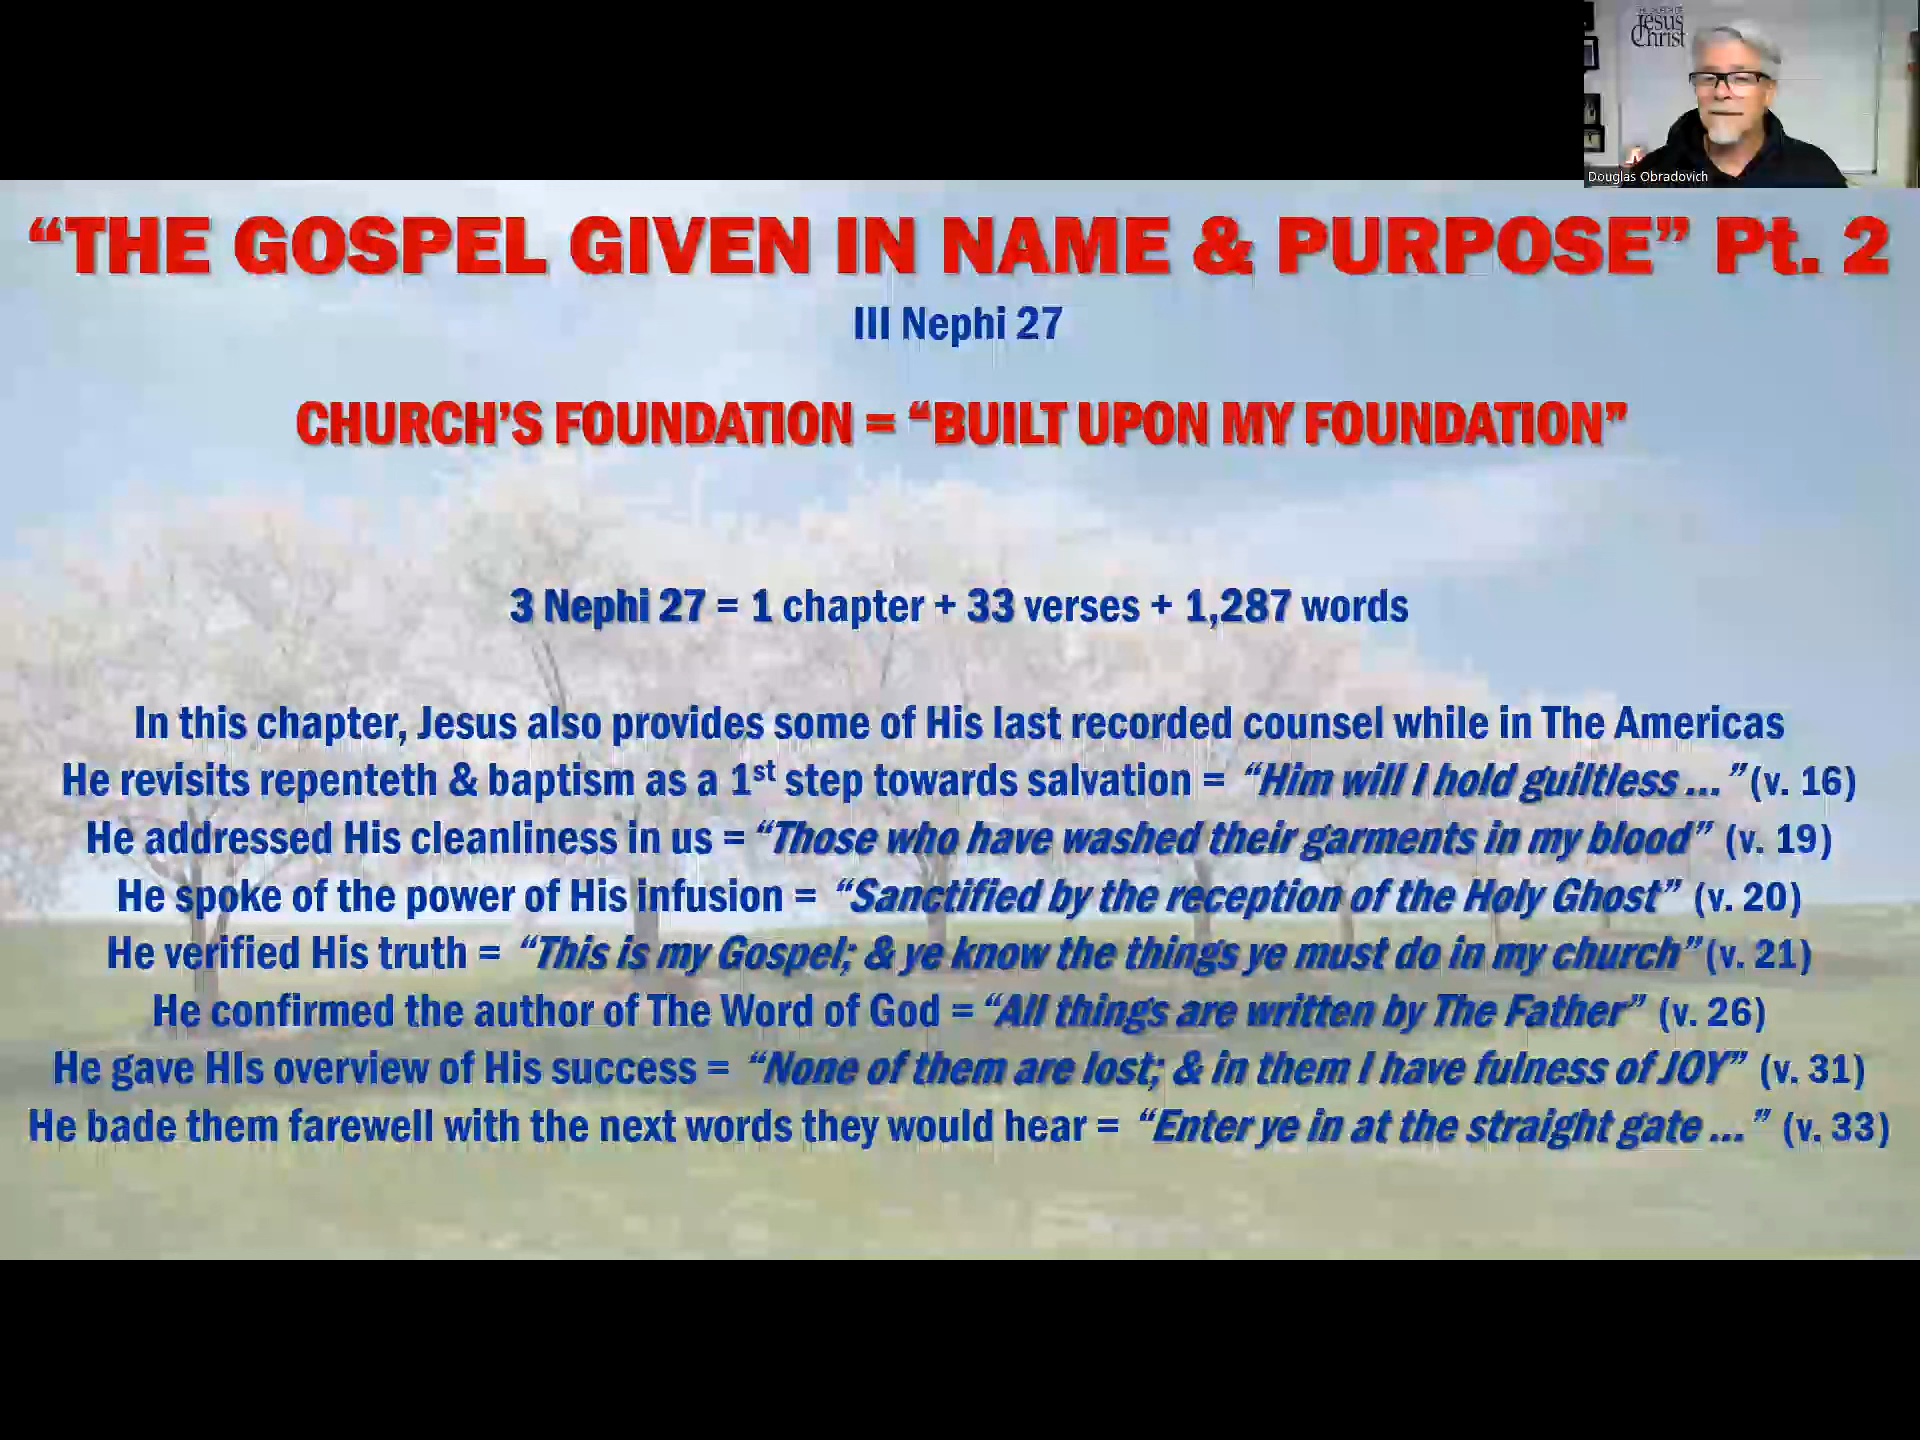 THE CHURCH OF
Jesus
Christ
Douglas Obradovich
“THE GOSPEL GIVEN IN NAME & PURPOSE” Pt. 2
III Nephi 27
CHURCH’S FOUNDATION = “BUILT UPON MY FOUNDATION”
3 Nephi 27 = 1 chapter + 33 verses + 1,287 words
In this chapter, Jesus also provides some of His last recorded counsel while in The Americas
He revisits repenteth & baptism as a 1st step towards salvation = “Him will I hold guiltless ...” (v. 16)
He addressed His cleanliness in us = “Those who have washed their garments in my blood” (v. 19)
He spoke of the power of His infusion = “Sanctified by the reception of the Holy Ghost” (v. 20)
He verified His truth = “This is my Gospel; & ye know the things ye must do in my church” (v. 21)
He confirmed the author of The Word of God = “All things are written by The Father” (v. 26)
He gave HIs overview of His success = “None of them are lost; & in them I have fulness of JOY” (v. 31)
He bade them farewell with the next words they would hear = “Enter ye in at the straight gate ... ” (v. 33)